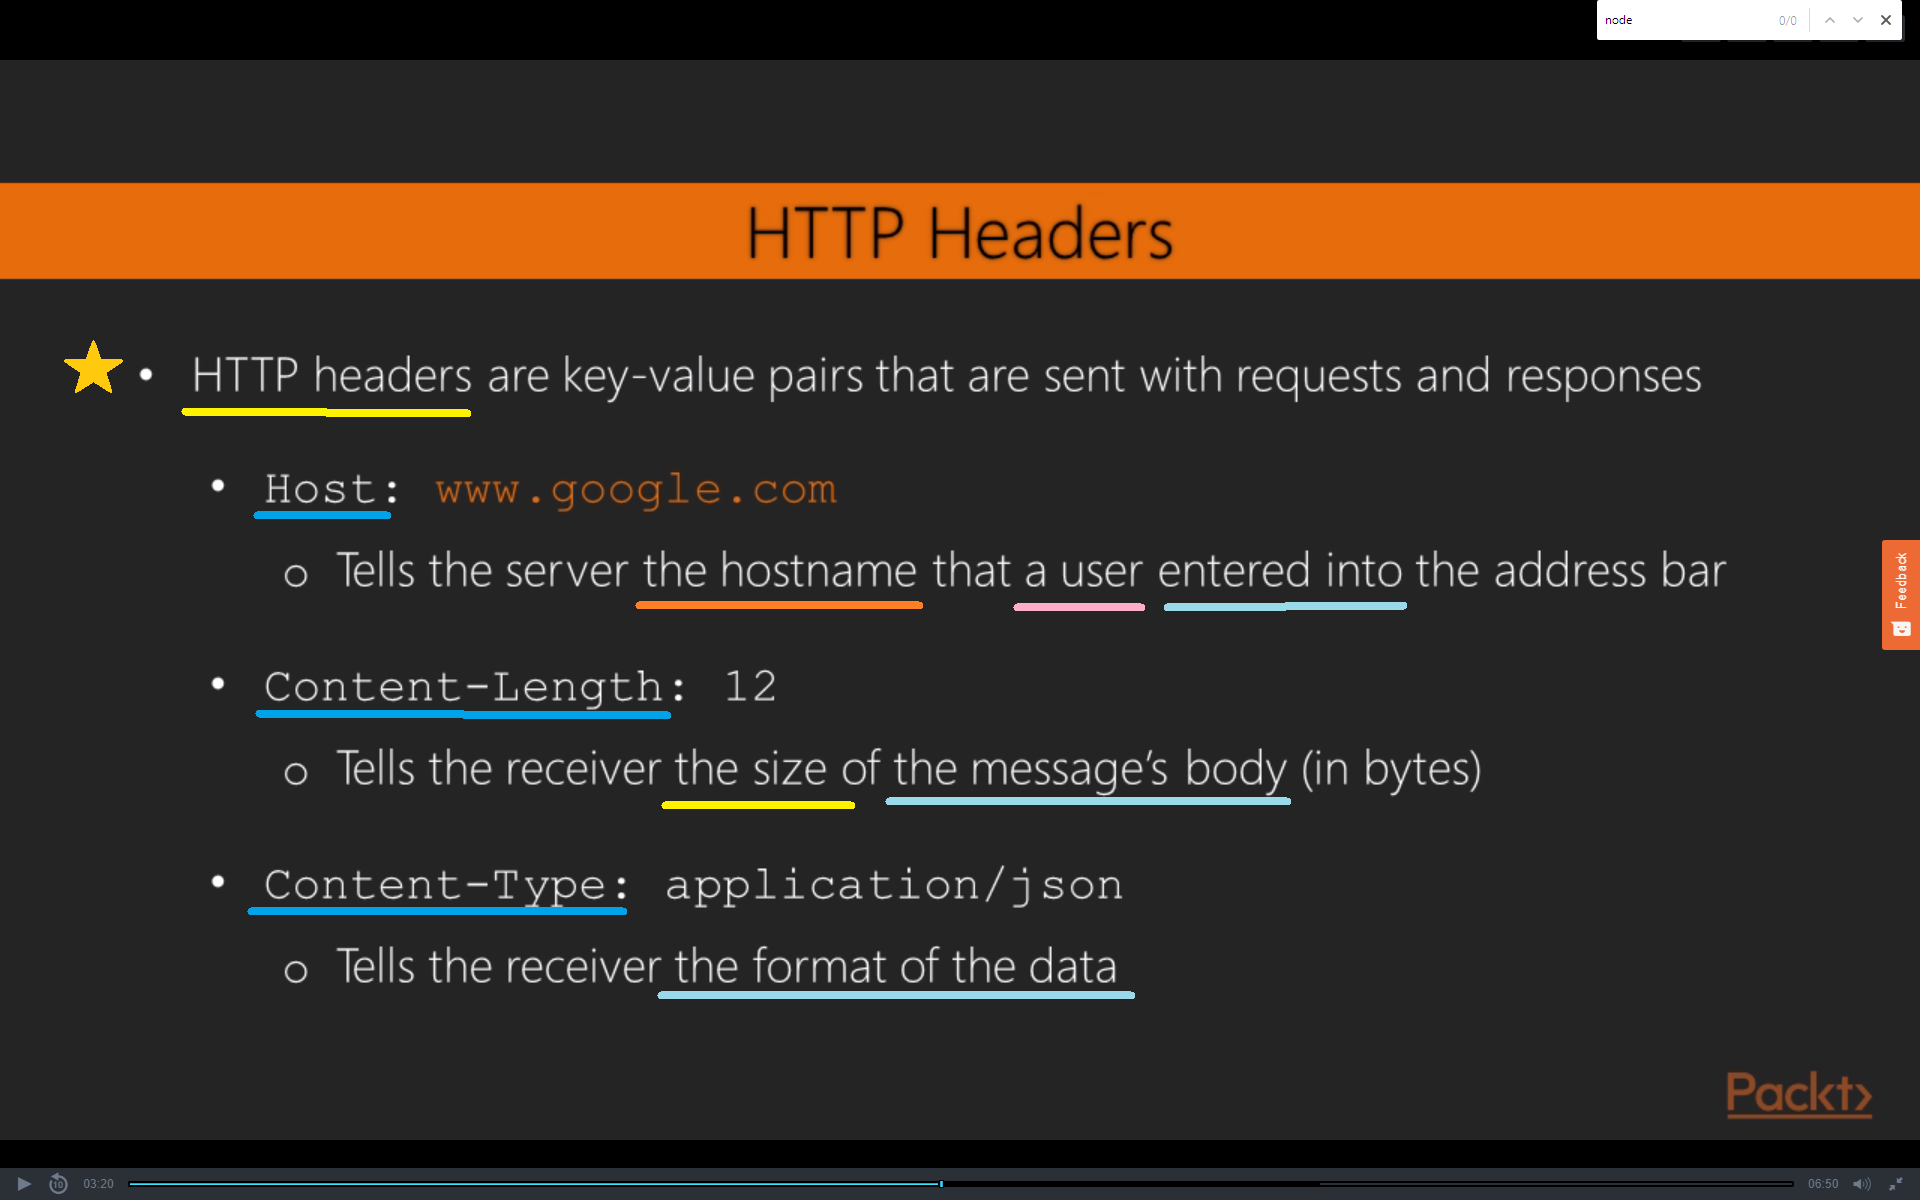 node 0/0
HTTP Headers
• HTTP headers are key-value pairs that are sent with requests and responses
• Host: www.google.com
o Tells the server the hostname that a user entered into the address bar
• Content-Length: 12
o Tells the receiver the size of the message’s body (in bytes)
• Content-Type: application/json
o Tells the receiver the format of the data
Feedback
Packt>
10 03:20 06:50